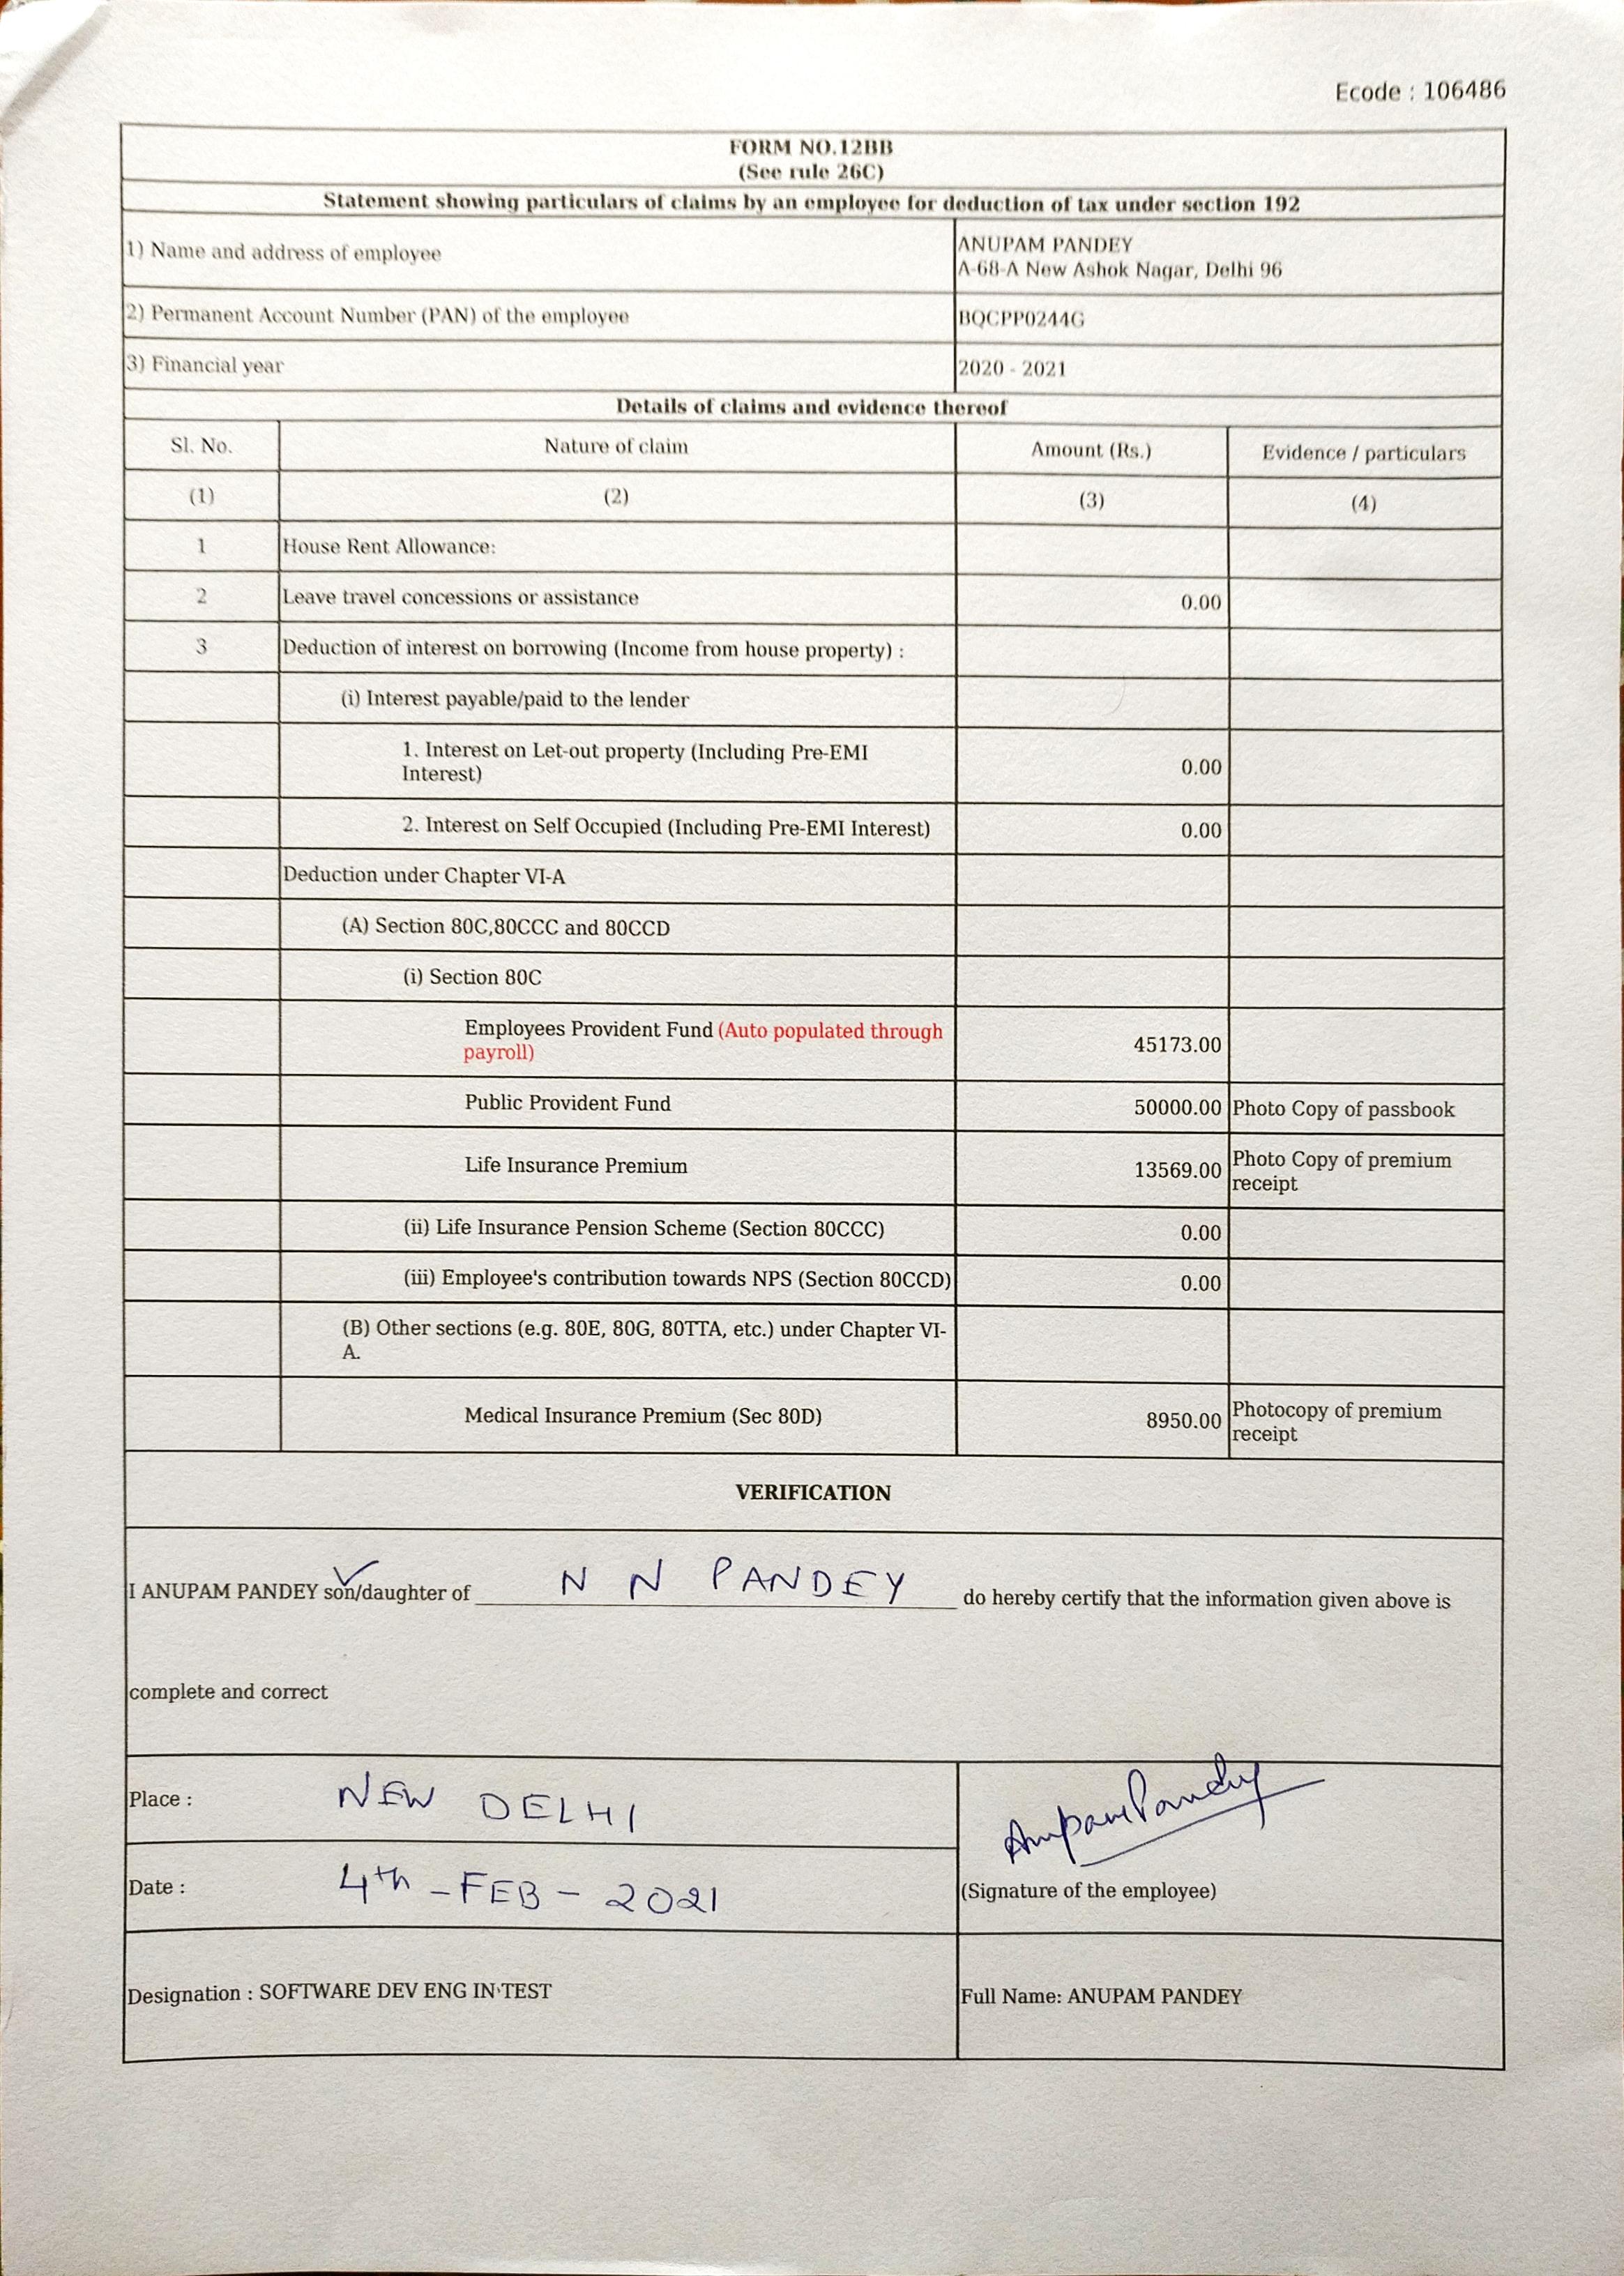 Ecode : 106486
FORM NO.12BB
(See rule 26C)
Statement showing particulars of claims by an employee for deduction of tax under section 192
1) Name and address of employee
ANUPAM PANDEY
A-68-A New Ashok Nagar, Delhi 96
2) Permanent Account Number (PAN) of the employee
BQCPP0244G
3) Financial year
2020 - 2021
Details of claims and evidence thereof
Sl. No. Nature of claim Amount (Rs.) Evidence / particulars
(1) (2) (3) (4)
1 House Rent Allowance:
2 Leave travel concessions or assistance 0.00
3 Deduction of interest on borrowing (Income from house property) :
(i) Interest payable/paid to the lender
1. Interest on Let-out property (Including Pre-EMI
Interest)
0.00
2. Interest on Self Occupied (Including Pre-EMI Interest) 0.00
Deduction under Chapter VI-A
(A) Section 80C,80CCC and 80CCD
(i) Section 80C
Employees Provident Fund (Auto populated through
payroll)
45173.00
Public Provident Fund 50000.00 Photo Copy of passbook
Life Insurance Premium 13569.00 Photo Copy of premium
receipt
(ii) Life Insurance Pension Scheme (Section 80CCC) 0.00
(iii) Employee's contribution towards NPS (Section 80CCD) 0.00
(B) Other sections (e.g. 80E, 80G, 80TTA, etc.) under Chapter VI-
A.
Medical Insurance Premium (Sec 80D) 8950.00 Photocopy of premium
receipt
VERIFICATION
I ANUPAM PANDEY son/daughter of N N PANDEY do hereby certify that the information given above is
complete and correct
Place : NEW DELHI
Anupam Pandey
Date : 4th - FEB - 2021
(Signature of the employee)
Designation : SOFTWARE DEV ENG IN TEST
Full Name: ANUPAM PANDEY